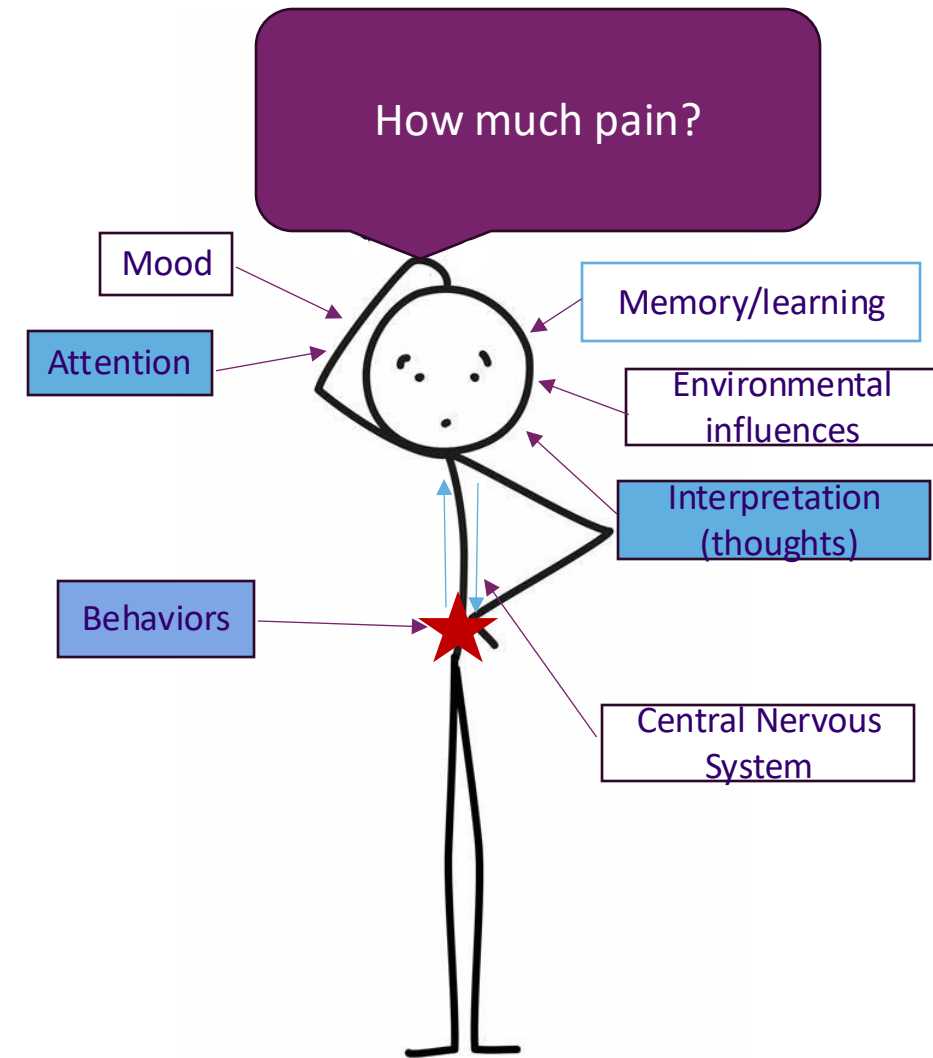 How much pain?
Mood
Memory/learning
Attention
Environmental
influences
Interpretation
(thoughts)
Behaviors
Central Nervous
System